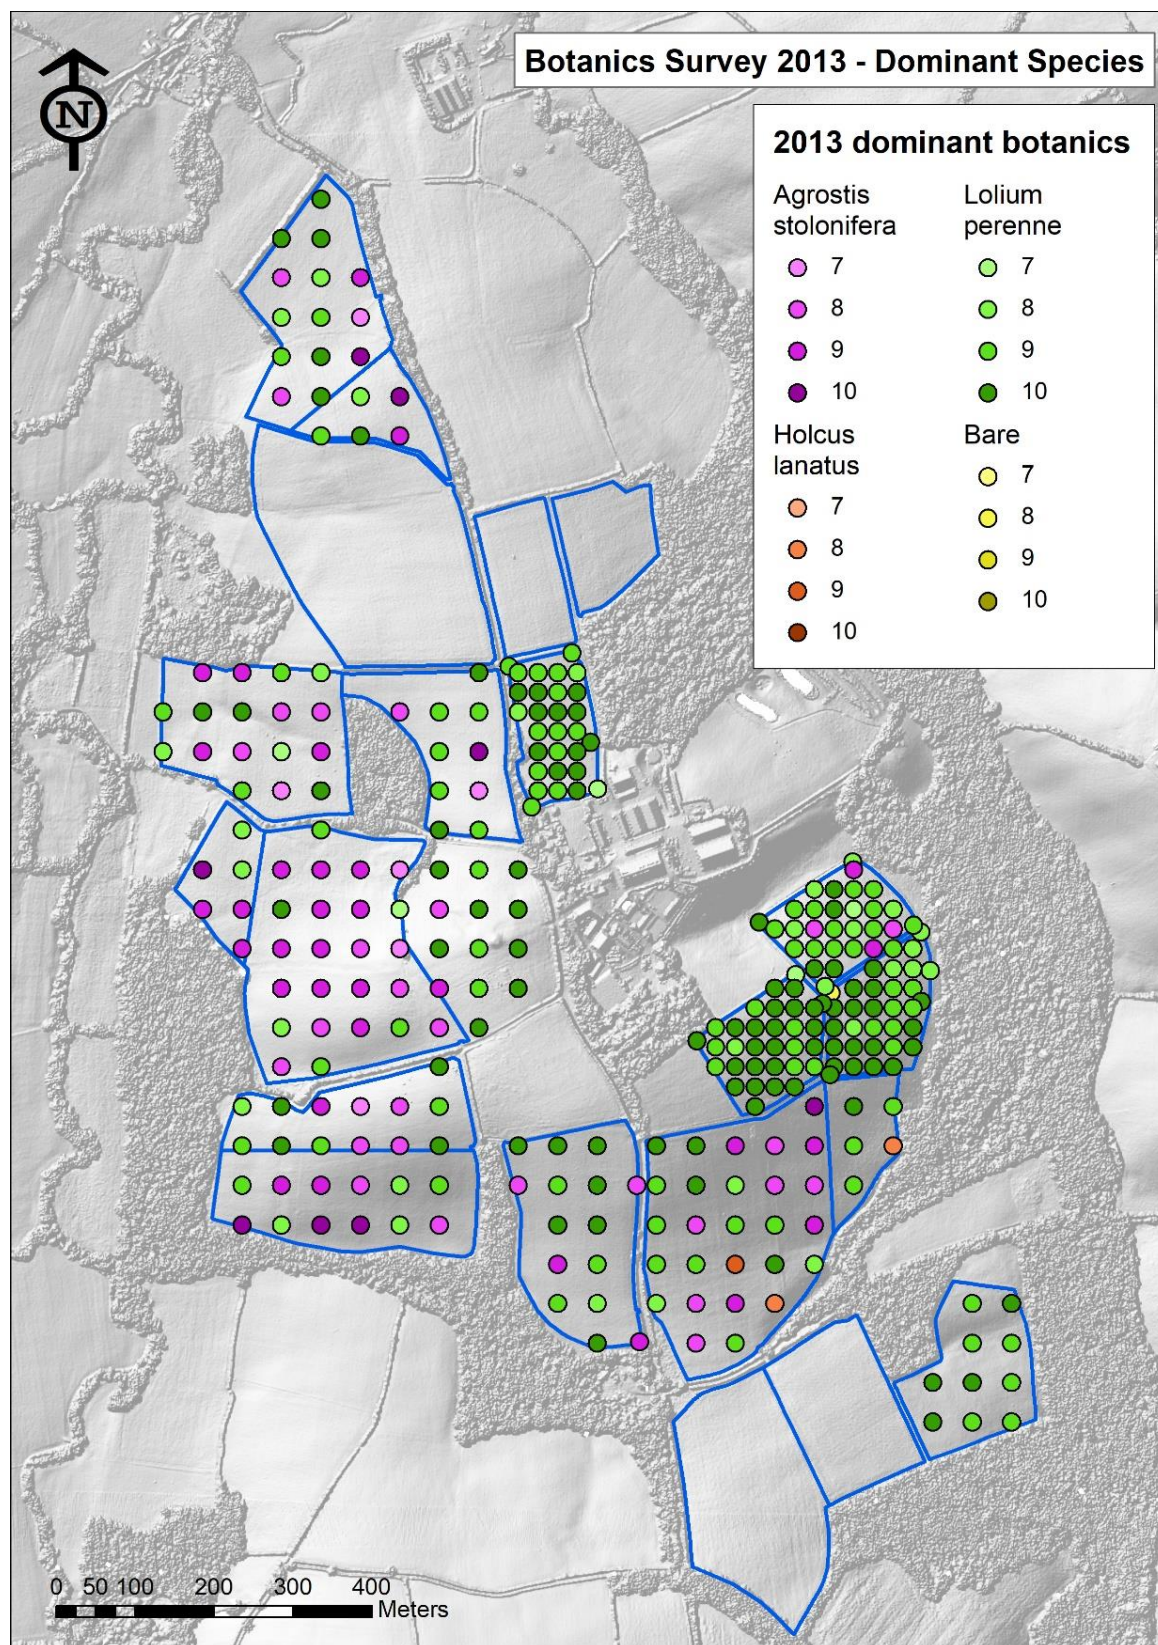 Botanics Survey 2013 - Dominant Species
N
2013 dominant botanics
Agrostis
stolonifera
7
8
9
10
Lolium
perenne
7
8
9
10
Holcus
lanatus
7
8
9
10
Bare
7
8
9
10
0 50 100 200 300 400
Meters